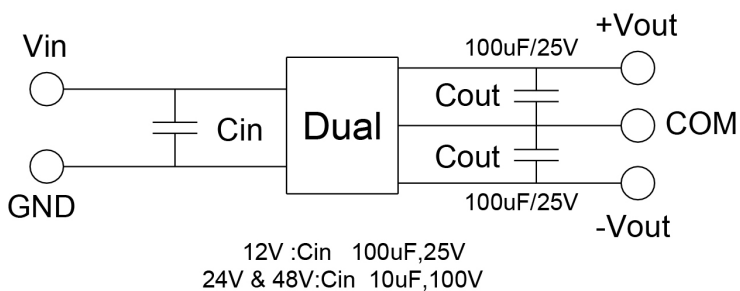 +Vout
100uF/25V
Vin
Cout
Cin
Dual
COM
Cout
GND
100uF/25V
-Vout
12V :Cin 100uF,25V
24V & 48V:Cin 10uF,100V